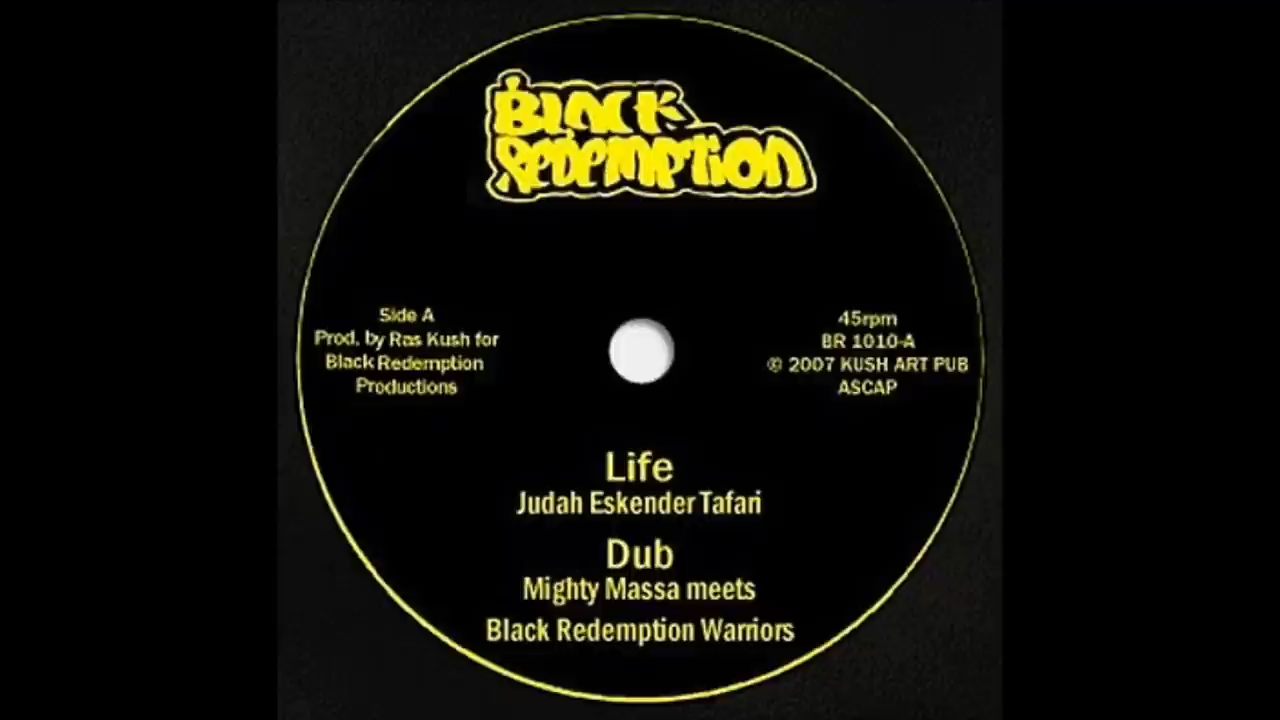 Black
Redemption
Side A
Prod. by Ras Kush for
Black Redemption
Productions
45rpm
BR 1010-A
© 2007 KUSH ART PUB
ASCAP
Life
Judah Eskender Tafari
Dub
Mighty Massa meets
Black Redemption Warriors